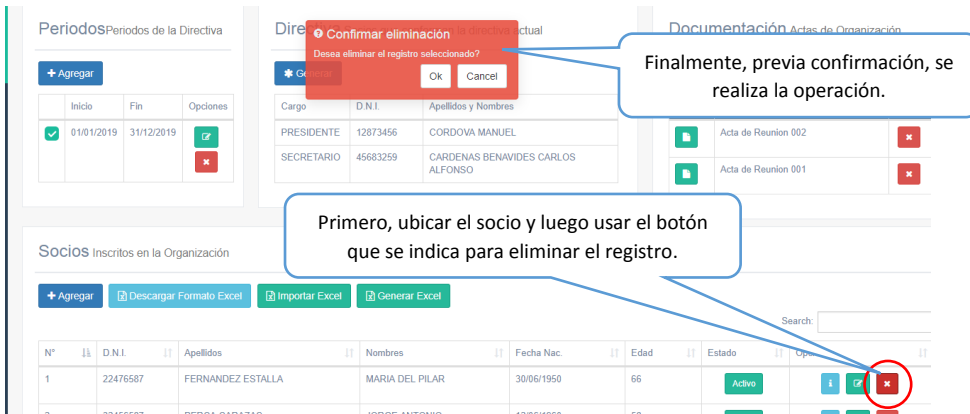 Periodos Periodos de la Directiva
+ Agregar
Inicio Fin Opciones
01/01/2019 31/12/2019
Confirmar eliminación
actual
Desea eliminar el registro seleccionado?
Ok Cancel
Cargo D.N.I. Apellidos y Nombres
PRESIDENTE 12873456 CORDOVA MANUEL
SECRETARIO 45683259 CARDENAS BENAVIDES CARLOS
ALFONSO
Documentación Actas de Organización
Finalmente, previa confirmación, se
realiza la operación.
Acta de Reunion 002
Acta de Reunion 001
Primero, ubicar el socio y luego usar el botón
que se indica para eliminar el registro.
Socios Inscritos en la Organización
+ Agregar Descargar Formato Excel Importar Excel Generar Excel
Search:
N° D.N.I. Apellidos Nombres Fecha Nac. Edad Estado
1 22476587 FERNANDEZ ESTALLA MARIA DEL PILAR 30/06/1950 66 Activo